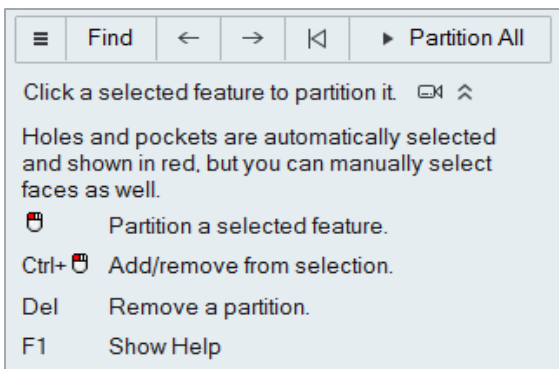 Find Partition All
Click a selected feature to partition it.
Holes and pockets are automatically selected
and shown in red, but you can manually select
faces as well.
Partition a selected feature.
Ctrl+ Add/remove from selection.
Del Remove a partition.
F1 Show Help